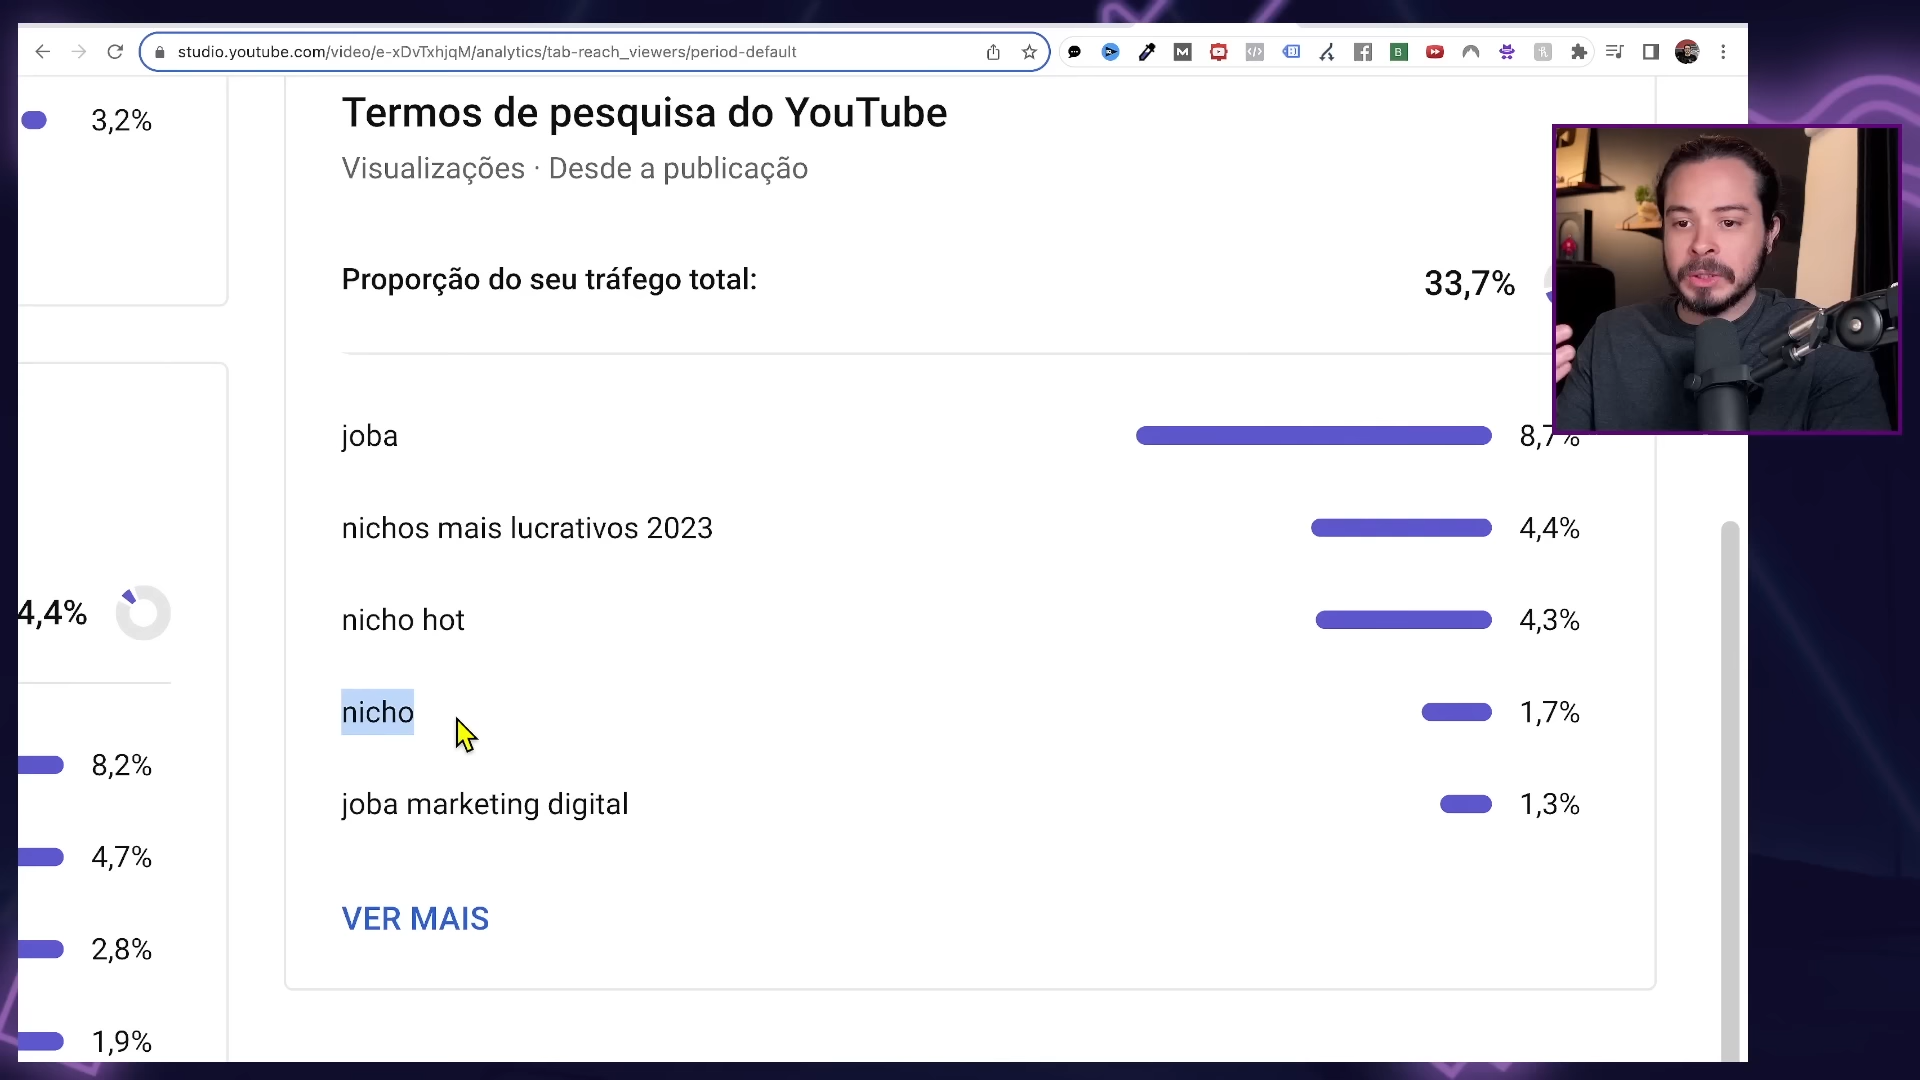 studio.youtube.com/video/e-xDvTxhjqM/analytics/tab-reach_viewers/period-default
3,2%
Termos de pesquisa do YouTube
Visualizações · Desde a publicação
Proporção do seu tráfego total:
33,7%
joba
8,7%
nichos mais lucrativos 2023
4,4%
nicho hot
4,3%
4,4%
nicho
1,7%
8,2%
joba marketing digital
1,3%
4,7%
VER MAIS
2,8%
1,9%